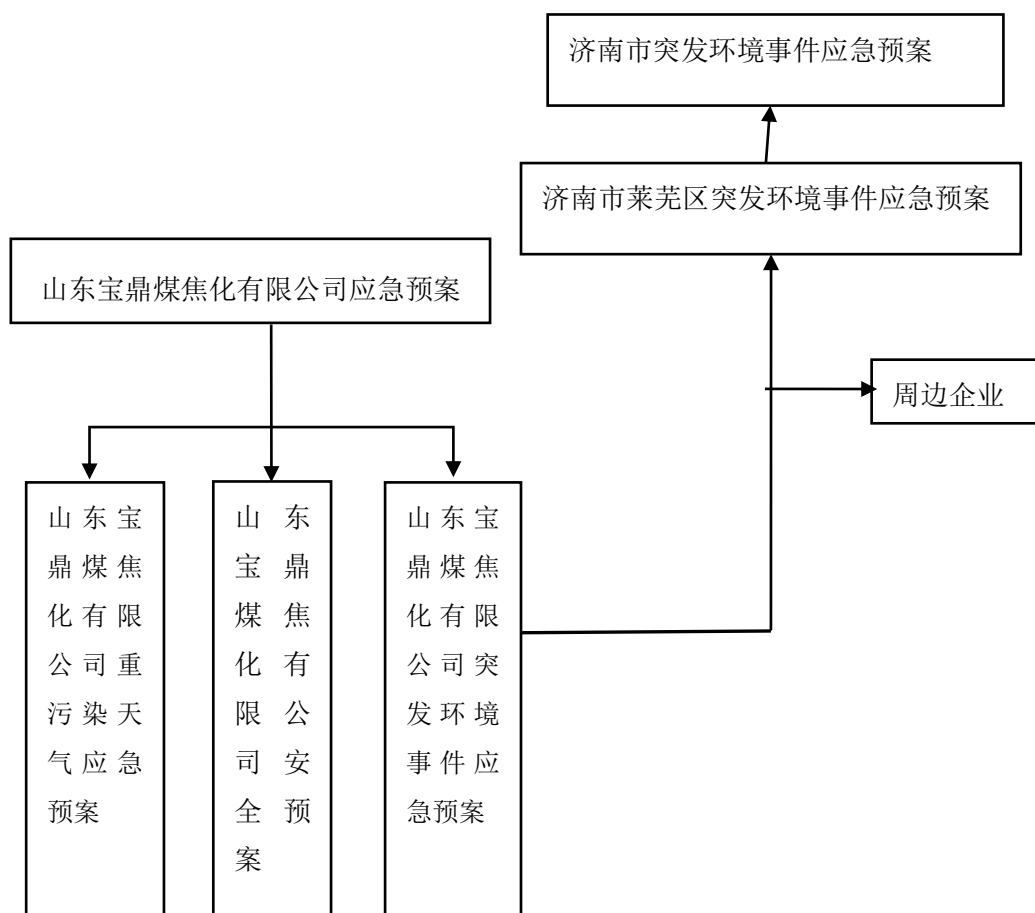 济南市突发环境事件应急预案
济南市莱芜区突发环境事件应急预案
山东宝鼎煤焦化有限公司应急预案
周边企业
山东宝
鼎煤焦
化有限
公司重
污染天
气应急
预案
山东
宝鼎
煤焦
化有
限公
司安
全预
案
山东宝
鼎煤焦
化有限
公司突
发环境
事件应
急预案